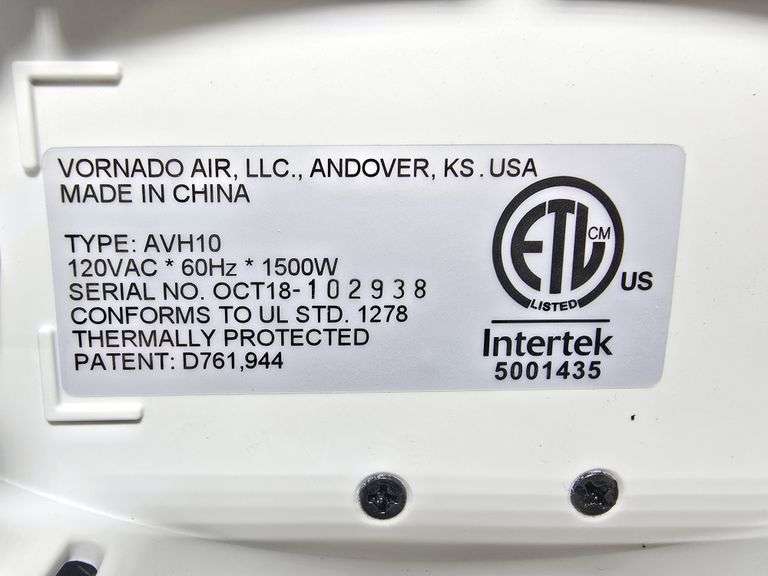 VORNADO AIR, LLC., ANDOVER, KS. USA
MADE IN CHINA
TYPE: AVH10
120VAC * 60Hz * 1500W
SERIAL NO. OCT18-102938
CONFORMS TO UL STD. 1278
THERMALLY PROTECTED
PATENT: D761,944
ETL CM
US
LISTED
Intertek
5001435